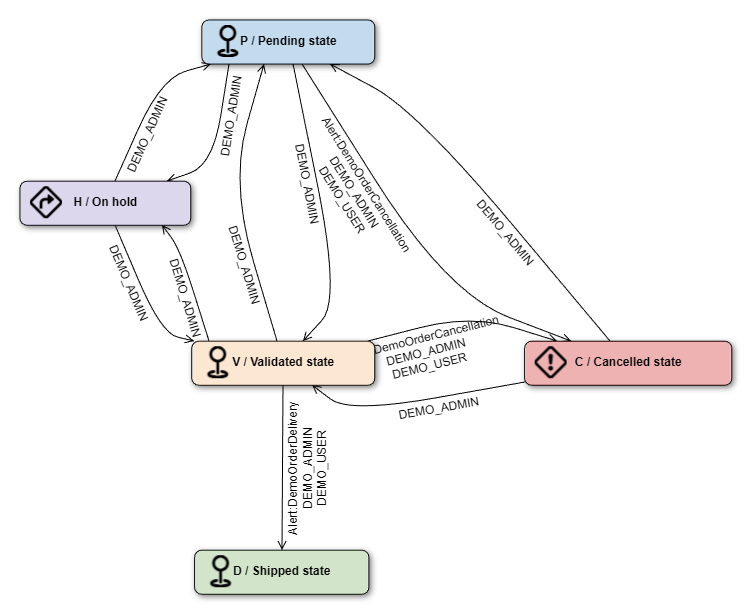 P / Pending state
DEMO_ADMIN
DEMO_ADMIN
DEMO_ADMIN
Alert:DemoOrderCancellation
DEMO_ADMIN
DEMO_USER
DEMO_ADMIN
H / On hold
DEMO_ADMIN
DEMO_ADMIN
DEMO_ADMIN
DemoOrderCancellation
DEMO_ADMIN
DEMO_USER
V / Validated state
C / Cancelled state
DEMO_ADMIN
Alert:DemoOrderDelivery
DEMO_ADMIN
DEMO_USER
D / Shipped state